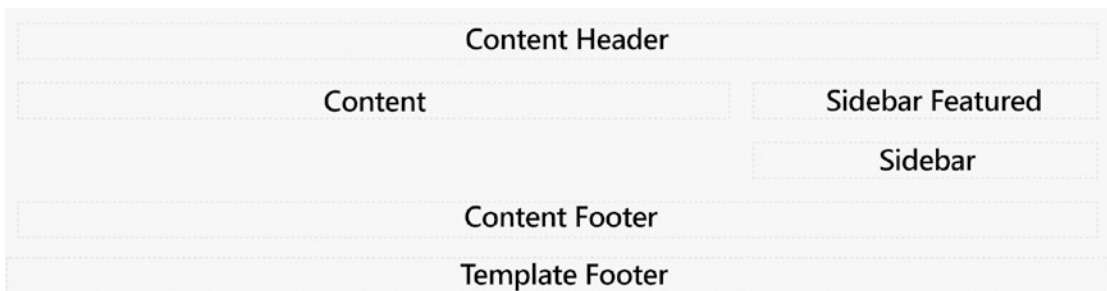 Content Header
Content
Sidebar Featured
Sidebar
Content Footer
Template Footer